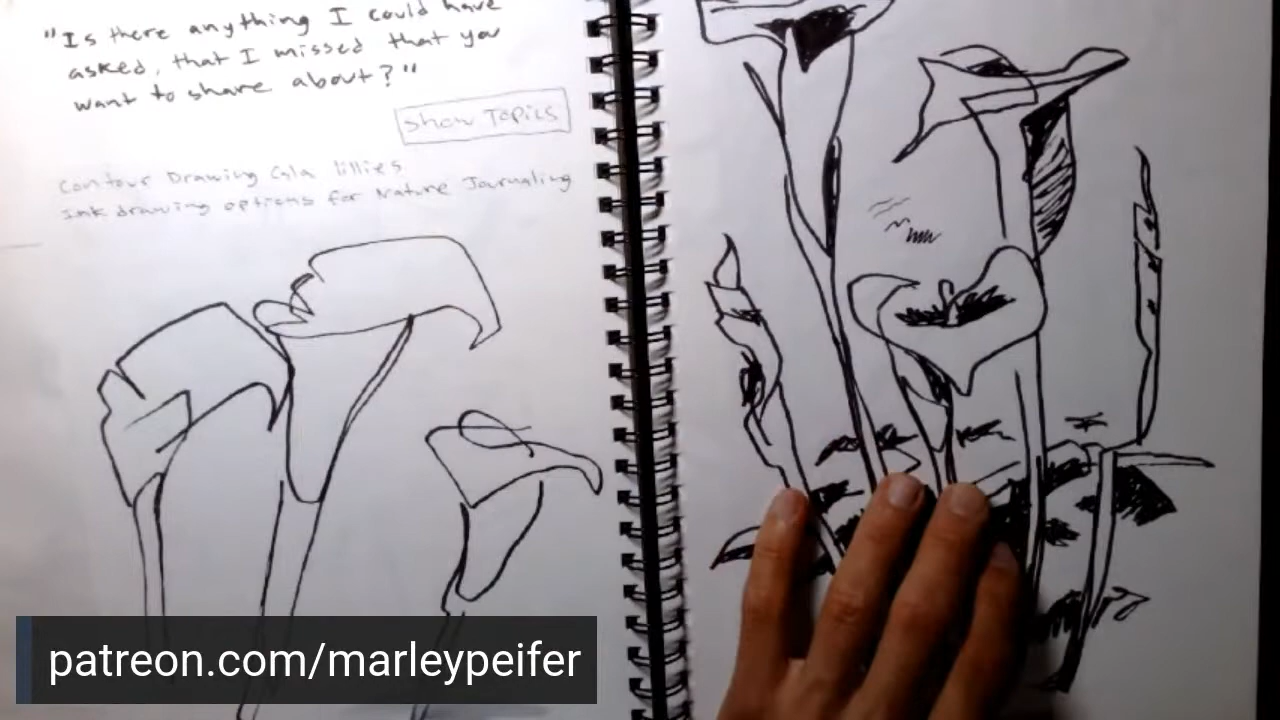 "Is there anything I could have
asked, that I missed that you
want to share about?"
Show Topics
Contour Drawing Cala lillies
Ink drawing options for Nature Journaling
patreon.com/marleypeifer